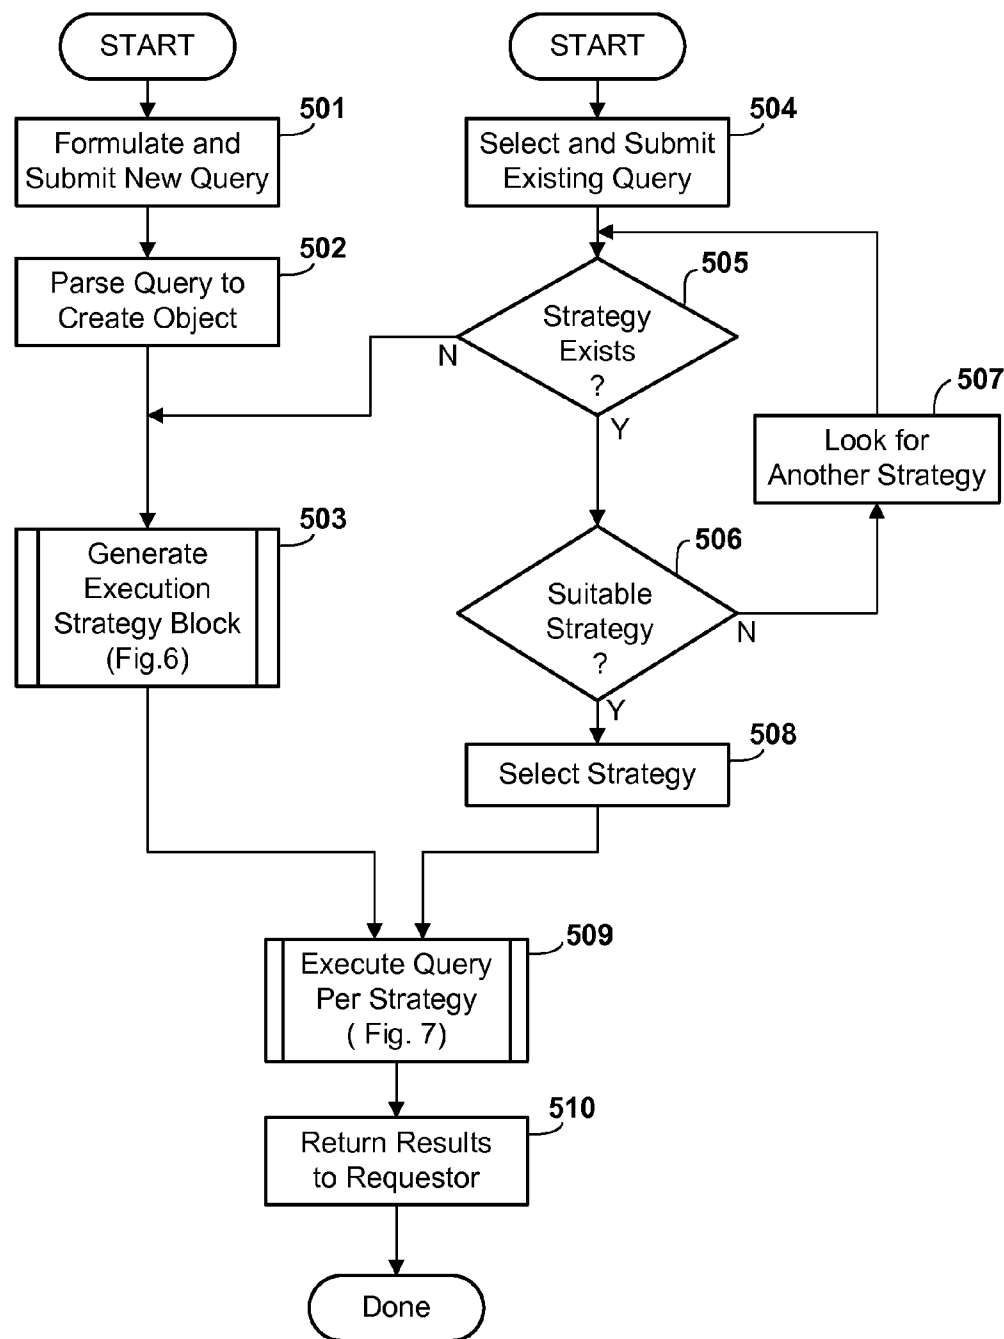 START
START
501
Formulate and
Submit New Query
504
Select and Submit
Existing Query
502
Parse Query to
Create Object
505
Strategy
Exists
?
N
Y
507
Look for
Another Strategy
503
Generate
Execution
Strategy Block
(Fig.6)
506
Suitable
Strategy
?
N
Y
508
Select Strategy
509
Execute Query
Per Strategy
( Fig. 7)
510
Return Results
to Requestor
Done